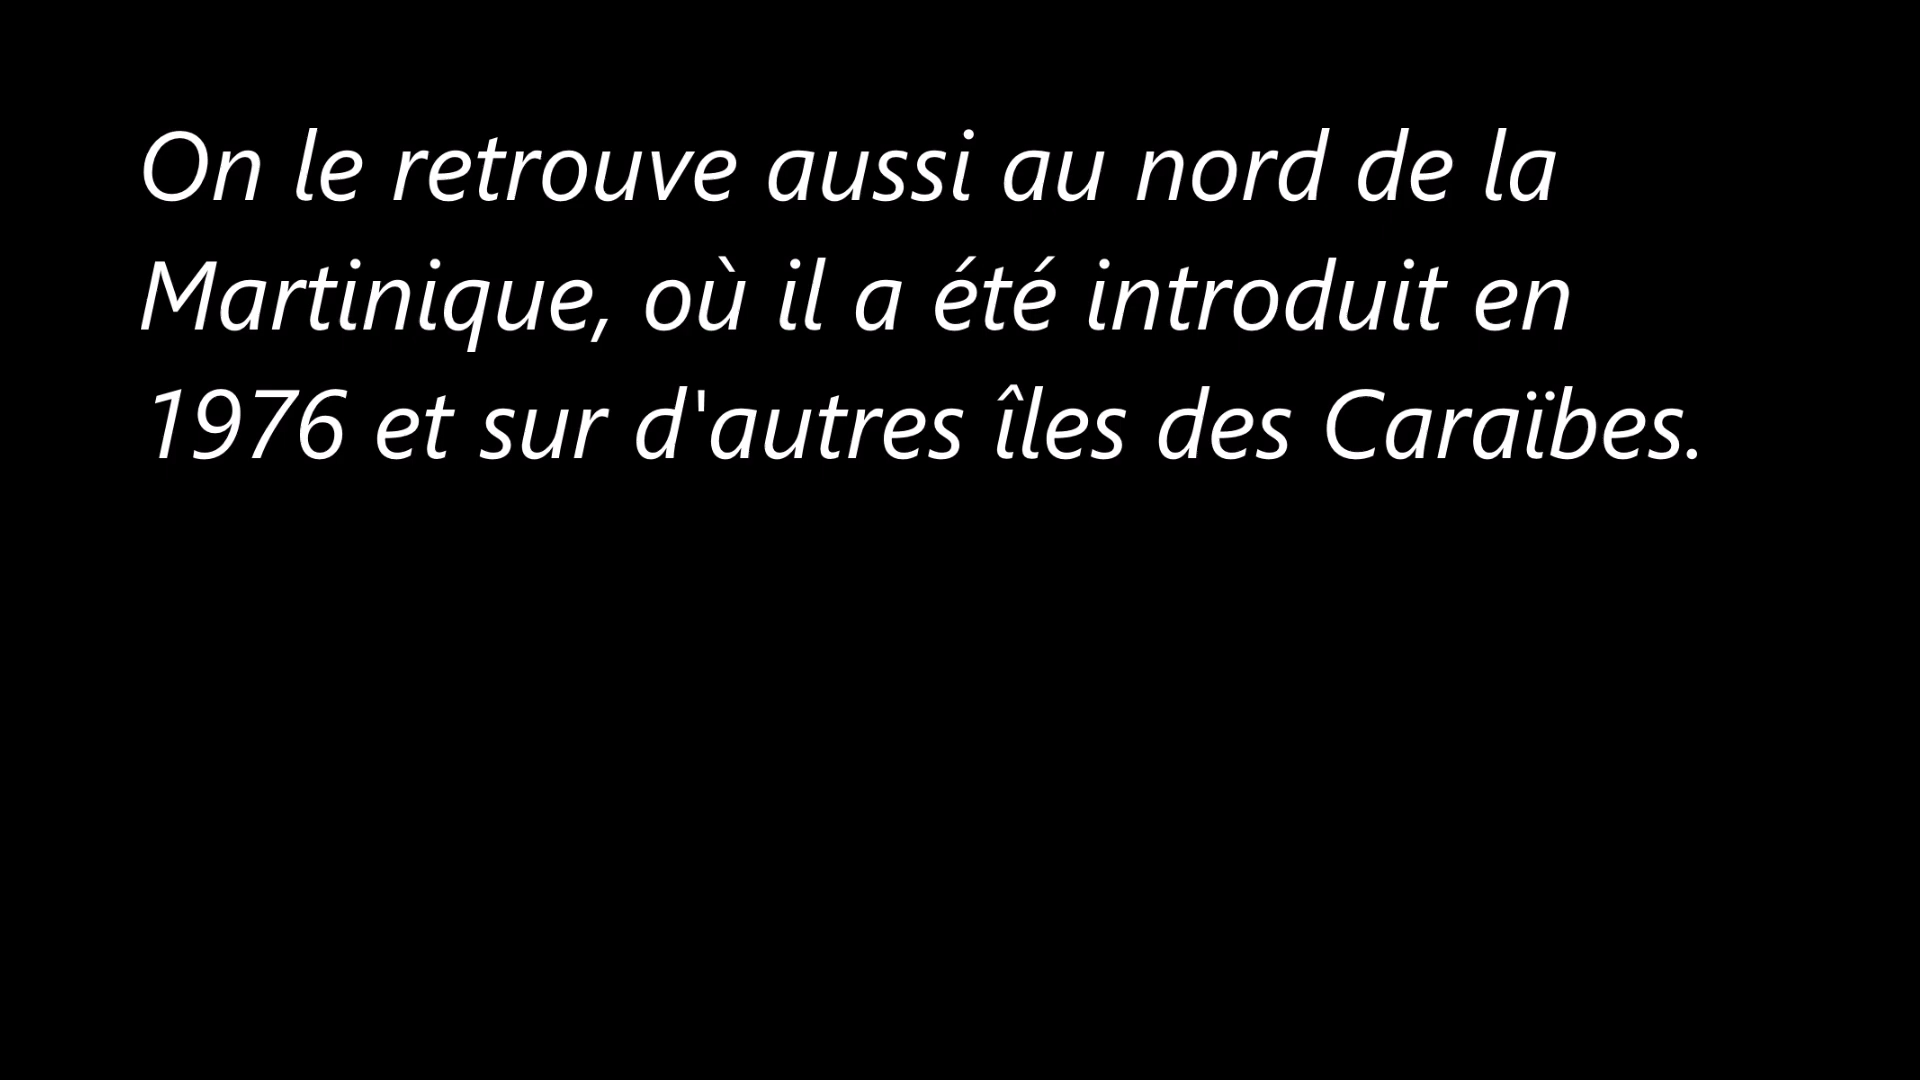 On le retrouve aussi au nord de la
Martinique, où il a été introduit en
1976 et sur d'autres îles des Caraïbes.